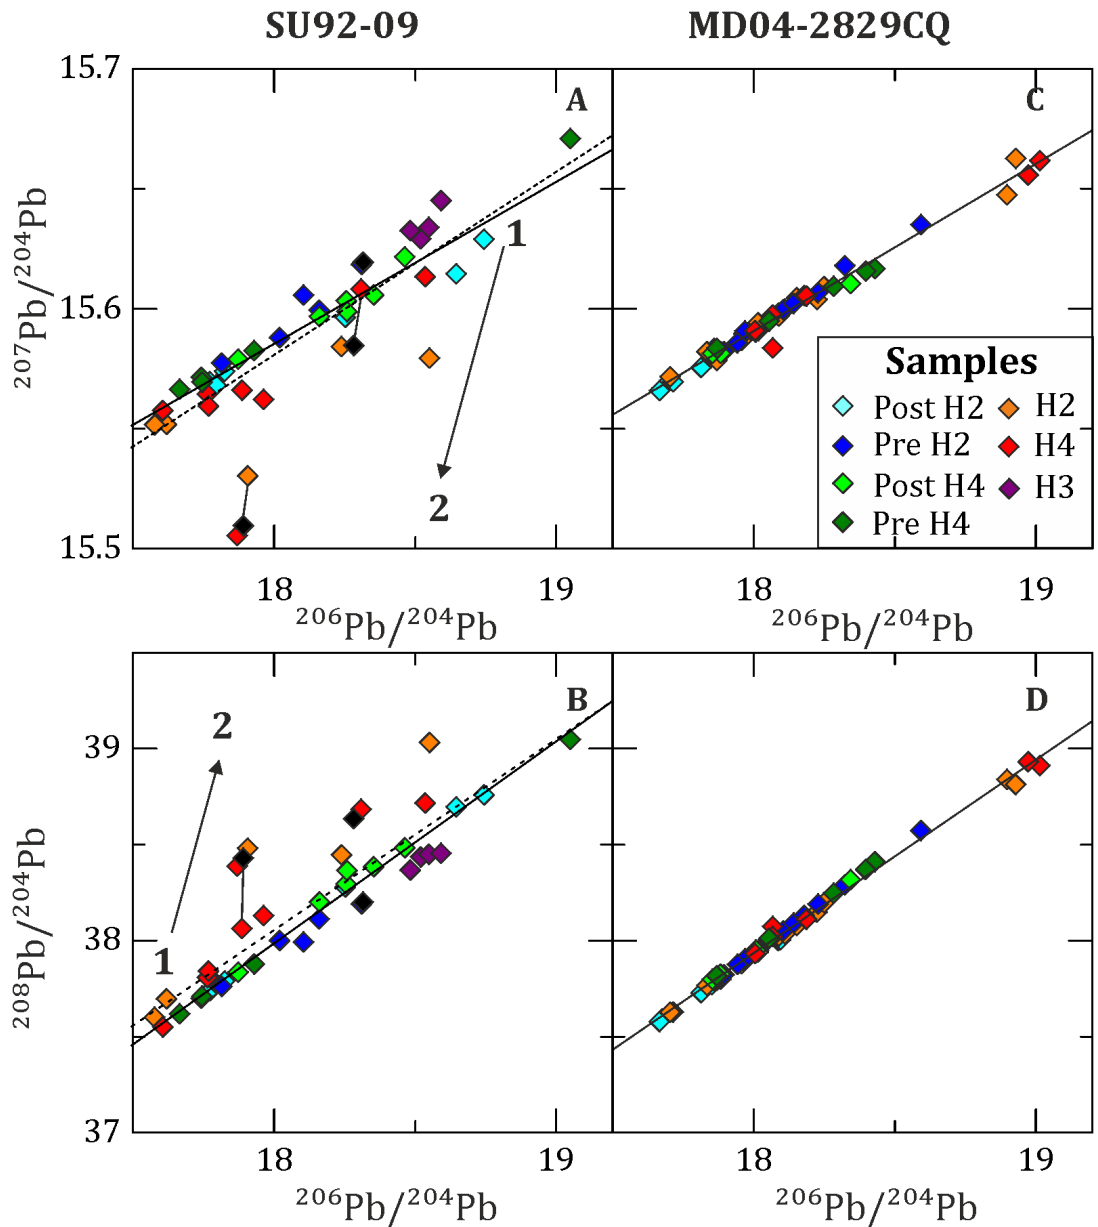 SU92-09 MD04-2829CQ
15.7
A C
²⁰⁷Pb/²⁰⁴Pb
15.6
1
2
15.5
Samples
Post H2 H2
Pre H2 H4
Post H4 H3
Pre H4
18 19 18 19
²⁰⁶Pb/²⁰⁴Pb ²⁰⁶Pb/²⁰⁴Pb
B D
2
39
²⁰⁸Pb/²⁰⁴Pb
38
1
37
18 19 18 19
²⁰⁶Pb/²⁰⁴Pb ²⁰⁶Pb/²⁰⁴Pb